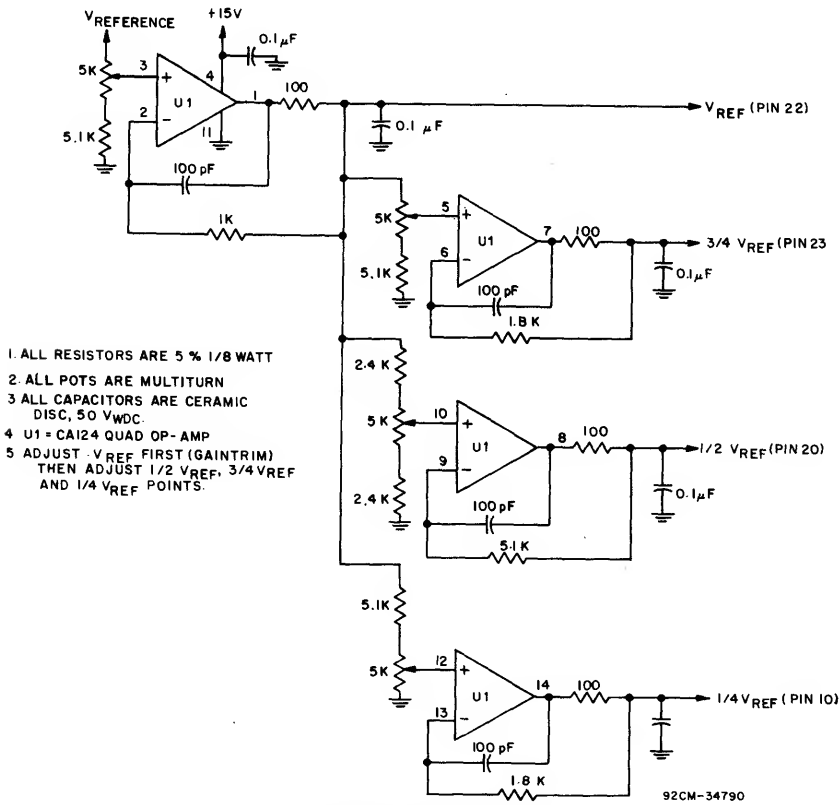 VREFERENCE
+15V
0.1 µF
5K
3
+
4
U1
1
100
2
−
11
5.1K
100 pF
1K
0.1 µF
VREF (PIN 22)
5K
5
+
U1
7
100
3/4 VREF (PIN 23
6
−
5.1K
100 pF
0.1µF
1.8 K
1. ALL RESISTORS ARE 5 % 1/8 WATT
2. ALL POTS ARE MULTITURN
3 ALL CAPACITORS ARE CERAMIC
DISC, 50 VWDC.
4 U1 = CA124 QUAD OP-AMP
5 ADJUST VREF FIRST (GAINTRIM)
THEN ADJUST 1/2 VREF, 3/4 VREF
AND 1/4 VREF POINTS.
2.4 K
5K
10
+
U1
8
100
1/2 VREF (PIN 20)
9
−
2.4 K
100pF
0.1µF
5.1 K
5.1K
5K
12
+
U1
14
100
1/4 VREF (PIN 10)
13
−
100 pF
1.8 K
92CM-34790